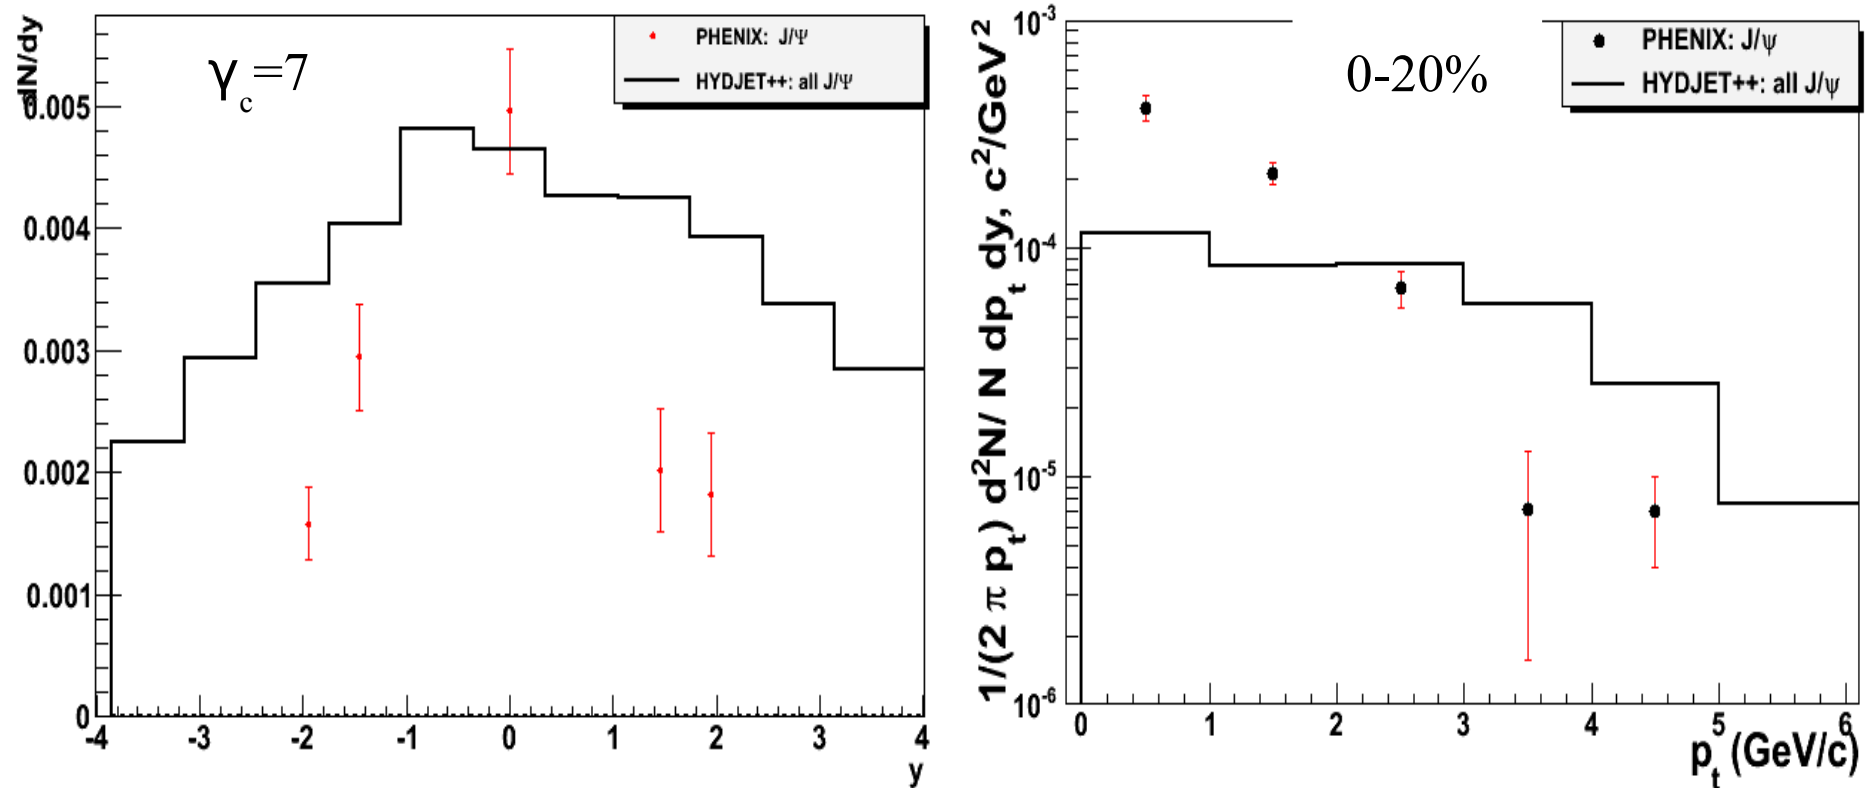 dN/dy
γc=7
PHENIX: J/Ψ
HYDJET++: all J/Ψ
0.005
0.004
0.003
0.002
0.001
0
-4 -3 -2 -1 0 1 2 3 4
y
1/(2 π pt) d²N/ N dpt dy, c²/GeV²
0-20%
PHENIX: J/ψ
HYDJET++: all J/ψ
10⁻³
10⁻⁴
10⁻⁵
10⁻⁶
0 1 2 3 4 5 6
pt (GeV/c)